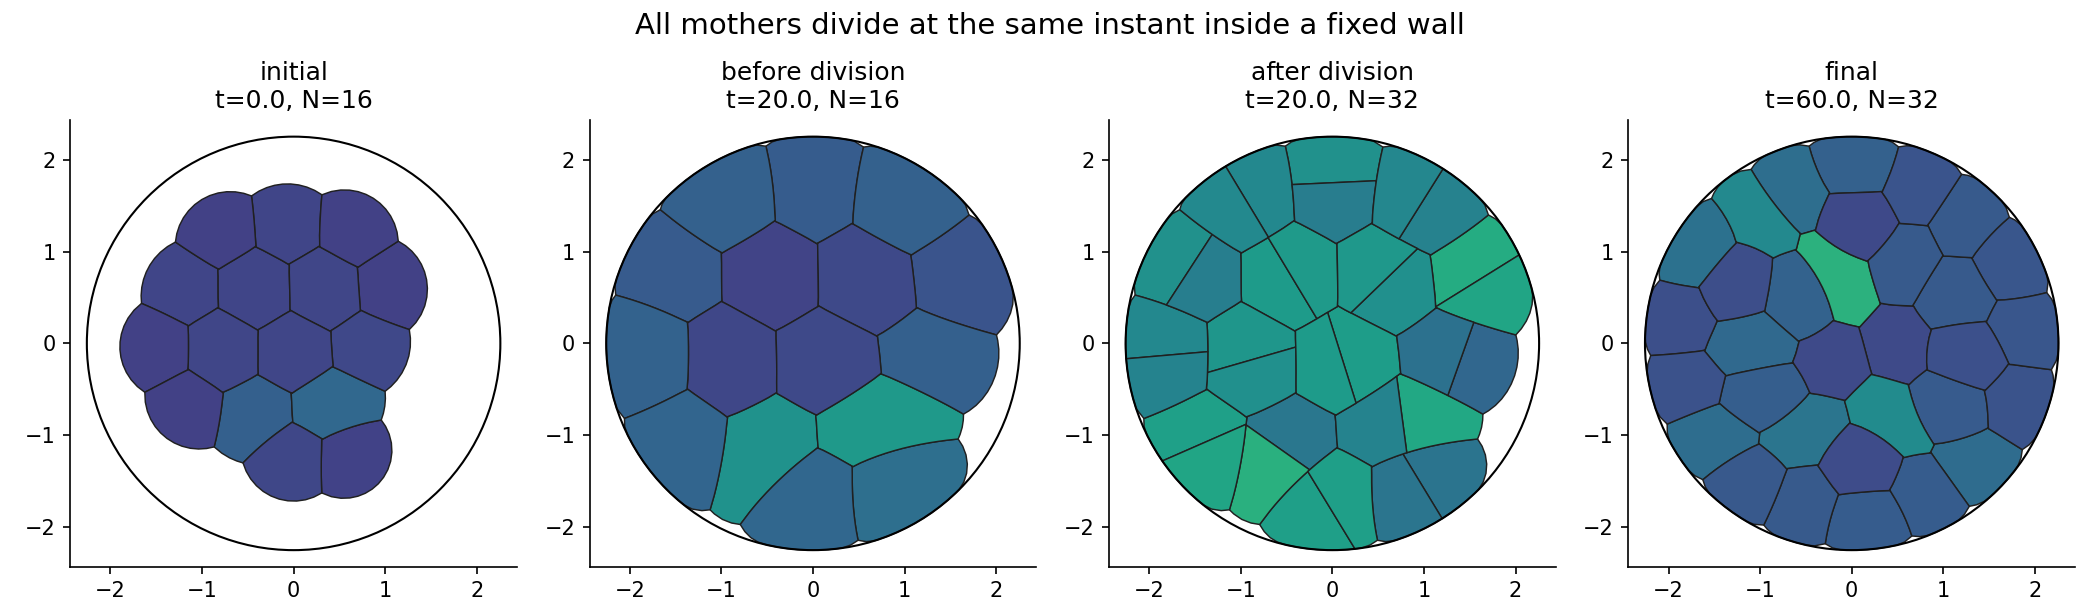 All mothers divide at the same instant inside a fixed wall
initial
t=0.0, N=16
before division
t=20.0, N=16
after division
t=20.0, N=32
final
t=60.0, N=32
2
1
0
−1
−2
−2 −1 0 1 2
2
1
0
−1
−2
−2 −1 0 1 2
2
1
0
−1
−2
−2 −1 0 1 2
2
1
0
−1
−2
−2 −1 0 1 2